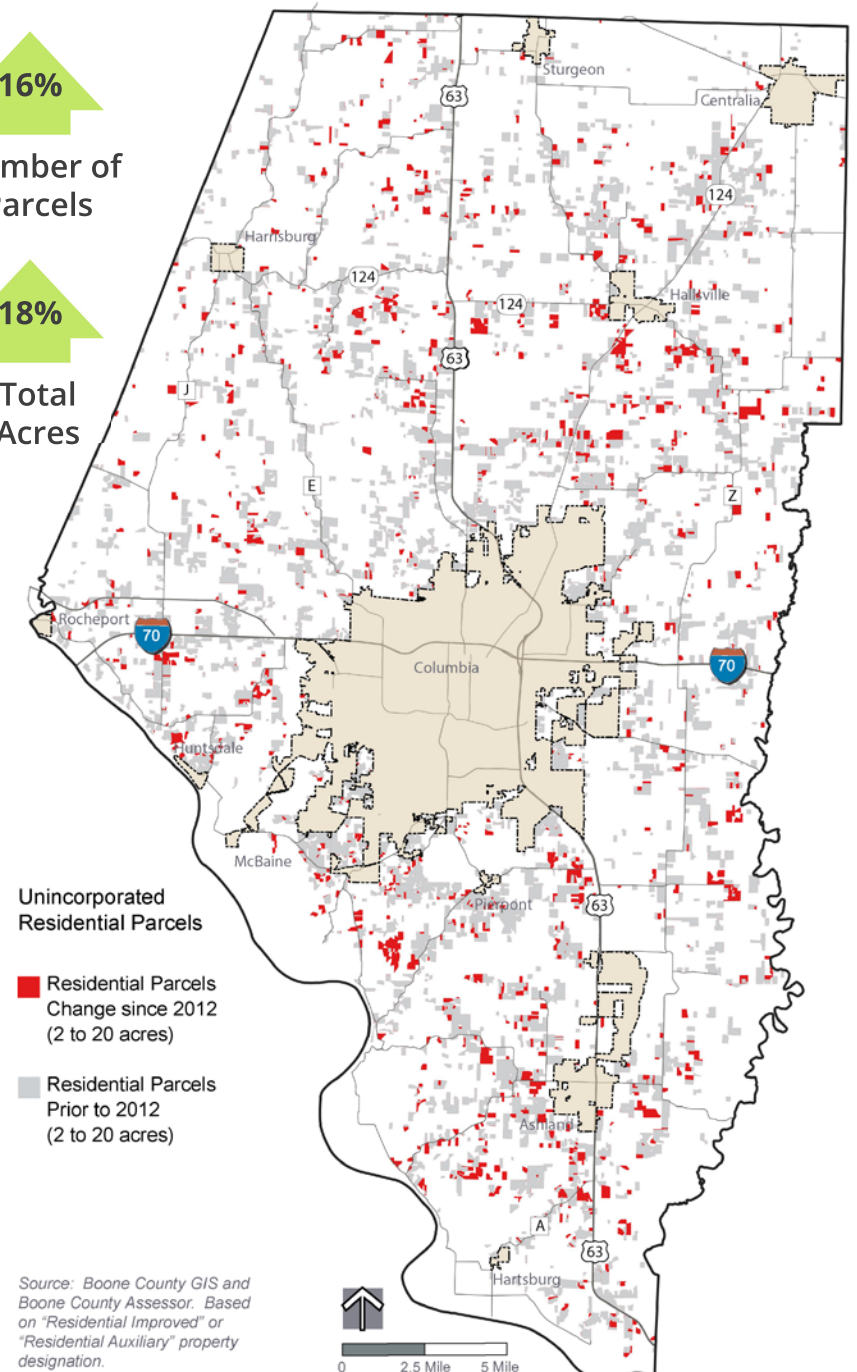 16%
mber of
arcels
18%
Total
Acres
63
Sturgeon
Centralia
124
Harrisburg
124
124
Hallsville
63
J
E
Z
Rocheport
70
Columbia
70
Huntsdale
McBaine
Pierpont
63
Ashland
A
63
Hartsburg
Unincorporated
Residential Parcels
Residential Parcels
Change since 2012
(2 to 20 acres)
Residential Parcels
Prior to 2012
(2 to 20 acres)
Source: Boone County GIS and
Boone County Assessor. Based
on “Residential Improved” or
“Residential Auxiliary” property
designation.
0 2.5 Mile 5 Mile